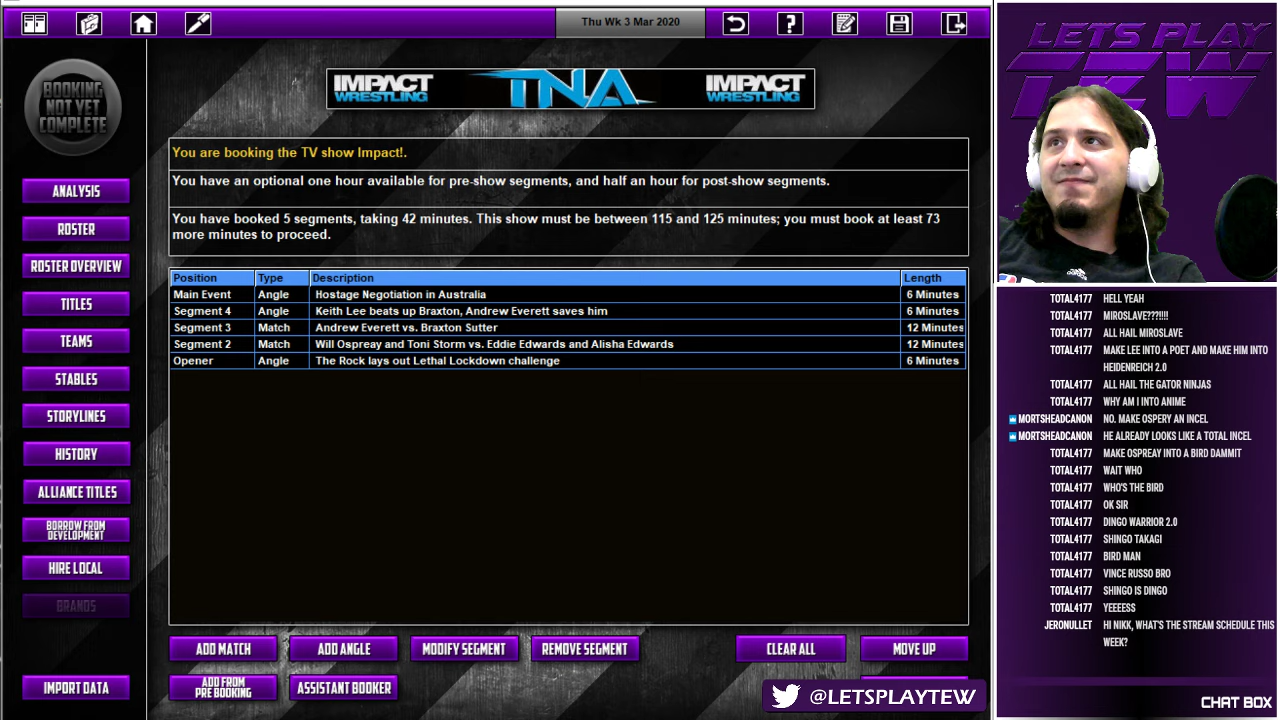 Thu Wk 3 Mar 2020
LETS PLAY
TEW
BOOKING
NOT YET
COMPLETE
IMPACT
WRESTLING
TNA
IMPACT
WRESTLING
You are booking the TV show Impact!.
You have an optional one hour available for pre-show segments, and half an hour for post-show segments.
You have booked 5 segments, taking 42 minutes. This show must be between 115 and 125 minutes; you must book at least 73
more minutes to proceed.
Position Type Description Length
Main Event Angle Hostage Negotiation in Australia 6 Minutes
Segment 4 Angle Keith Lee beats up Braxton, Andrew Everett saves him 6 Minutes
Segment 3 Match Andrew Everett vs. Braxton Sutter 12 Minutes
Segment 2 Match Will Ospreay and Toni Storm vs. Eddie Edwards and Alisha Edwards 12 Minutes
Opener Angle The Rock lays out Lethal Lockdown challenge 6 Minutes
ANALYSIS
ROSTER
ROSTER OVERVIEW
TITLES
TEAMS
STABLES
STORYLINES
HISTORY
ALLIANCE TITLES
BORROW FROM
DEVELOPMENT
HIRE LOCAL
BRANDS
IMPORT DATA
ADD MATCH
ADD ANGLE
MODIFY SEGMENT
REMOVE SEGMENT
CLEAR ALL
MOVE UP
ADD FROM
PRE BOOKING
ASSISTANT BOOKER
@LETSPLAYTEW
TOTAL4177 HELL YEAH
TOTAL4177 MIROSLAVE???!!!!
TOTAL4177 ALL HAIL MIROSLAVE
TOTAL4177 MAKE LEE INTO A POET AND MAKE HIM INTO
HEIDENREICH 2.0
TOTAL4177 ALL HAIL THE GATOR NINJAS
TOTAL4177 WHY AM I INTO ANIME
MORTSHEADCANON NO. MAKE OSPERY AN INCEL
MORTSHEADCANON HE ALREADY LOOKS LIKE A TOTAL INCEL
TOTAL4177 MAKE OSPREAY INTO A BIRD DAMMIT
TOTAL4177 WAIT WHO
TOTAL4177 WHO'S THE BIRD
TOTAL4177 OK SIR
TOTAL4177 DINGO WARRIOR 2.0
TOTAL4177 SHINGO TAKAGI
TOTAL4177 BIRD MAN
TOTAL4177 VINCE RUSSO BRO
TOTAL4177 SHINGO IS DINGO
TOTAL4177 YEEEESS
JERONULLET HI NIKK, WHAT'S THE STREAM SCHEDULE THIS
WEEK?
CHAT BOX